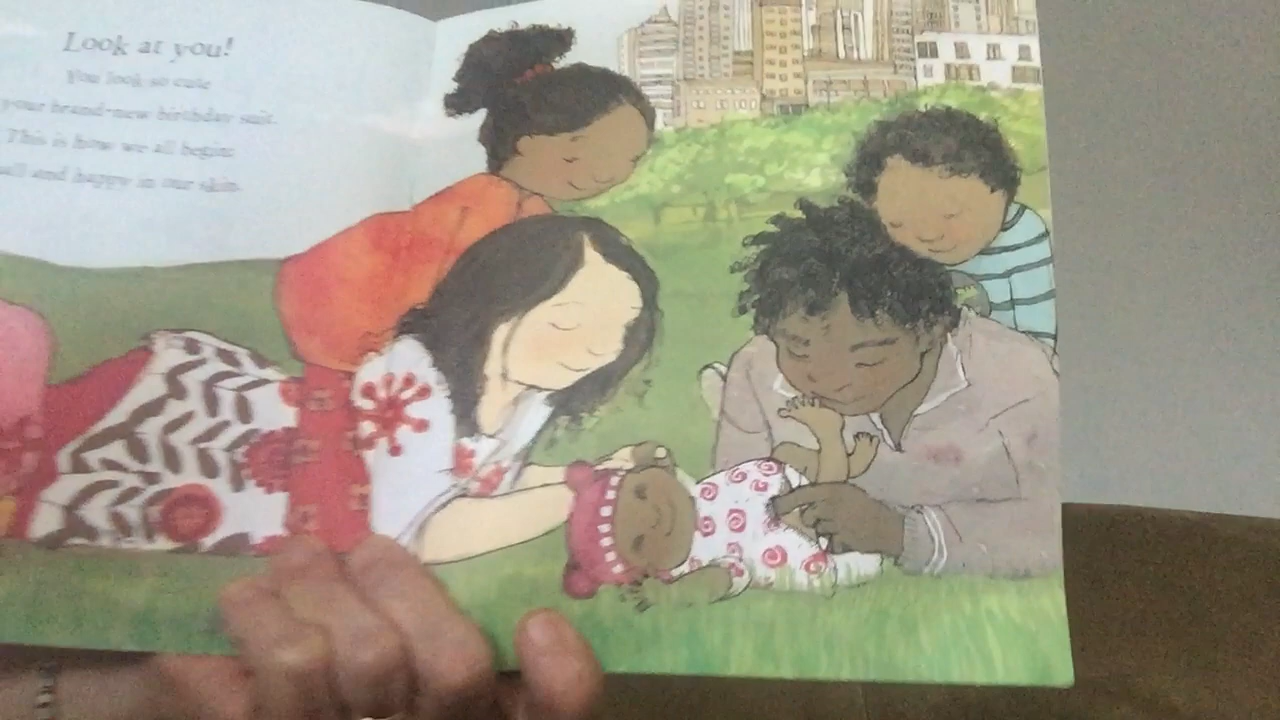 Look at you!
You look so cute
your brand-new birthday suit.
This is how we all begin:
and happy in our skin.